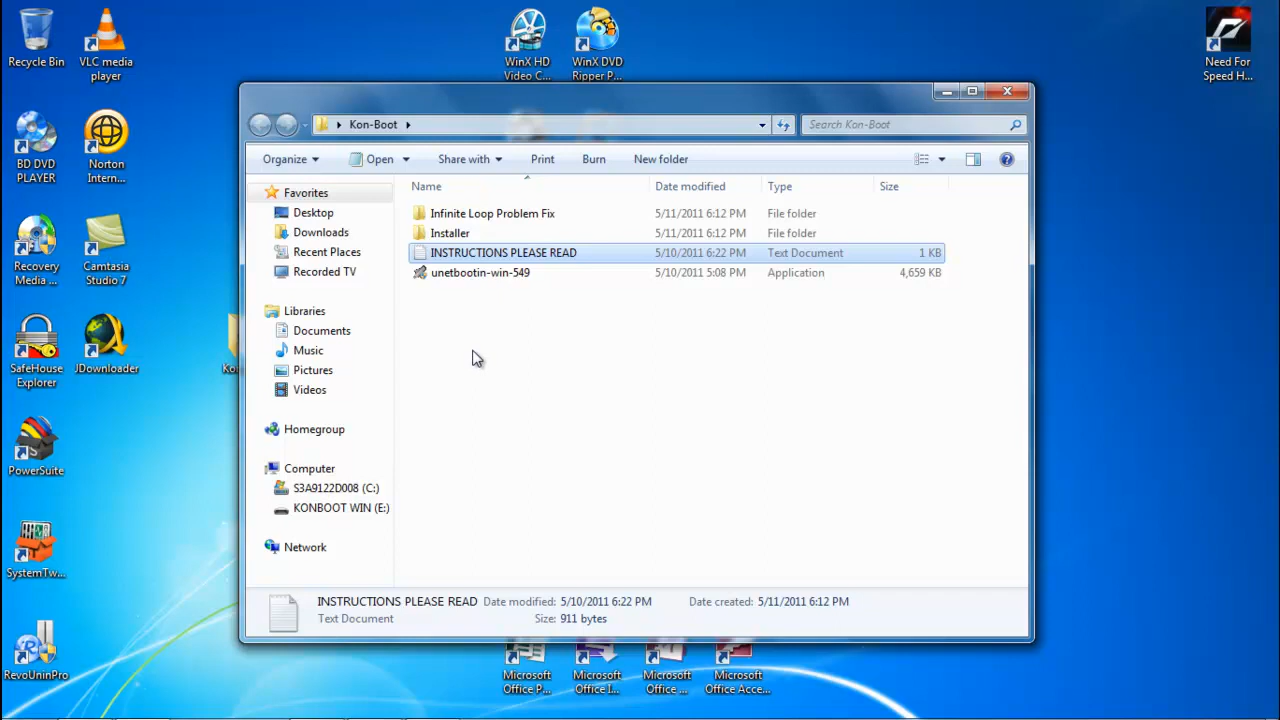 Recycle Bin
VLC media
player
WinX HD
Video C...
WinX DVD
Ripper P...
Need For
Speed H...
BD DVD
PLAYER
Norton
Intern...
Recovery
Media ...
Camtasia
Studio 7
SafeHouse
Explorer
JDownloader
PowerSuite
SystemTw...
RevoUninPro
Kon-Boot
Search Kon-Boot
Organize Open Share with Print Burn New folder
Name Date modified Type Size
Infinite Loop Problem Fix 5/11/2011 6:12 PM File folder
Installer 5/11/2011 6:12 PM File folder
INSTRUCTIONS PLEASE READ 5/10/2011 6:22 PM Text Document 1 KB
unetbootin-win-549 5/10/2011 5:08 PM Application 4,659 KB
Favorites
Desktop
Downloads
Recent Places
Recorded TV
Libraries
Documents
Music
Pictures
Videos
Homegroup
Computer
S3A9122D008 (C:)
KONBOOT WIN (E:)
Network
INSTRUCTIONS PLEASE READ Date modified: 5/10/2011 6:22 PM Date created: 5/11/2011 6:12 PM
Text Document Size: 911 bytes
Microsoft
Office P...
Microsoft
Office I...
Microsoft
Office ...
Microsoft
Office Acce...